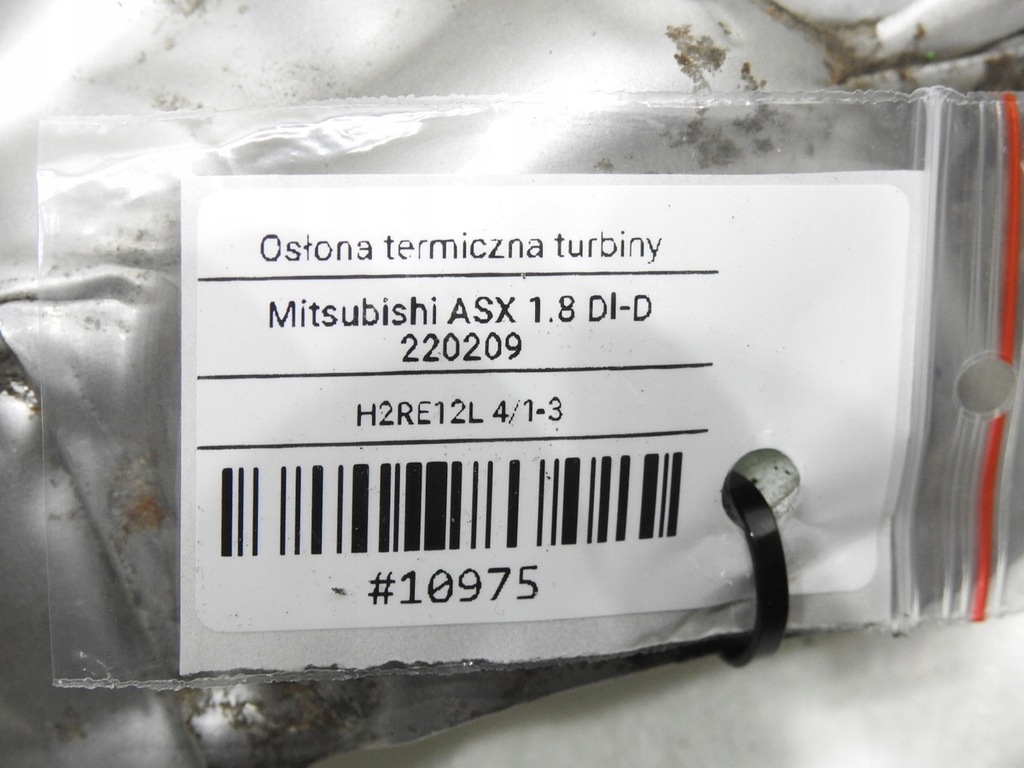 Osłona termiczna turbiny
Mitsubishi ASX 1.8 DI-D
220209
H2RE12L 4/1-3
#10975